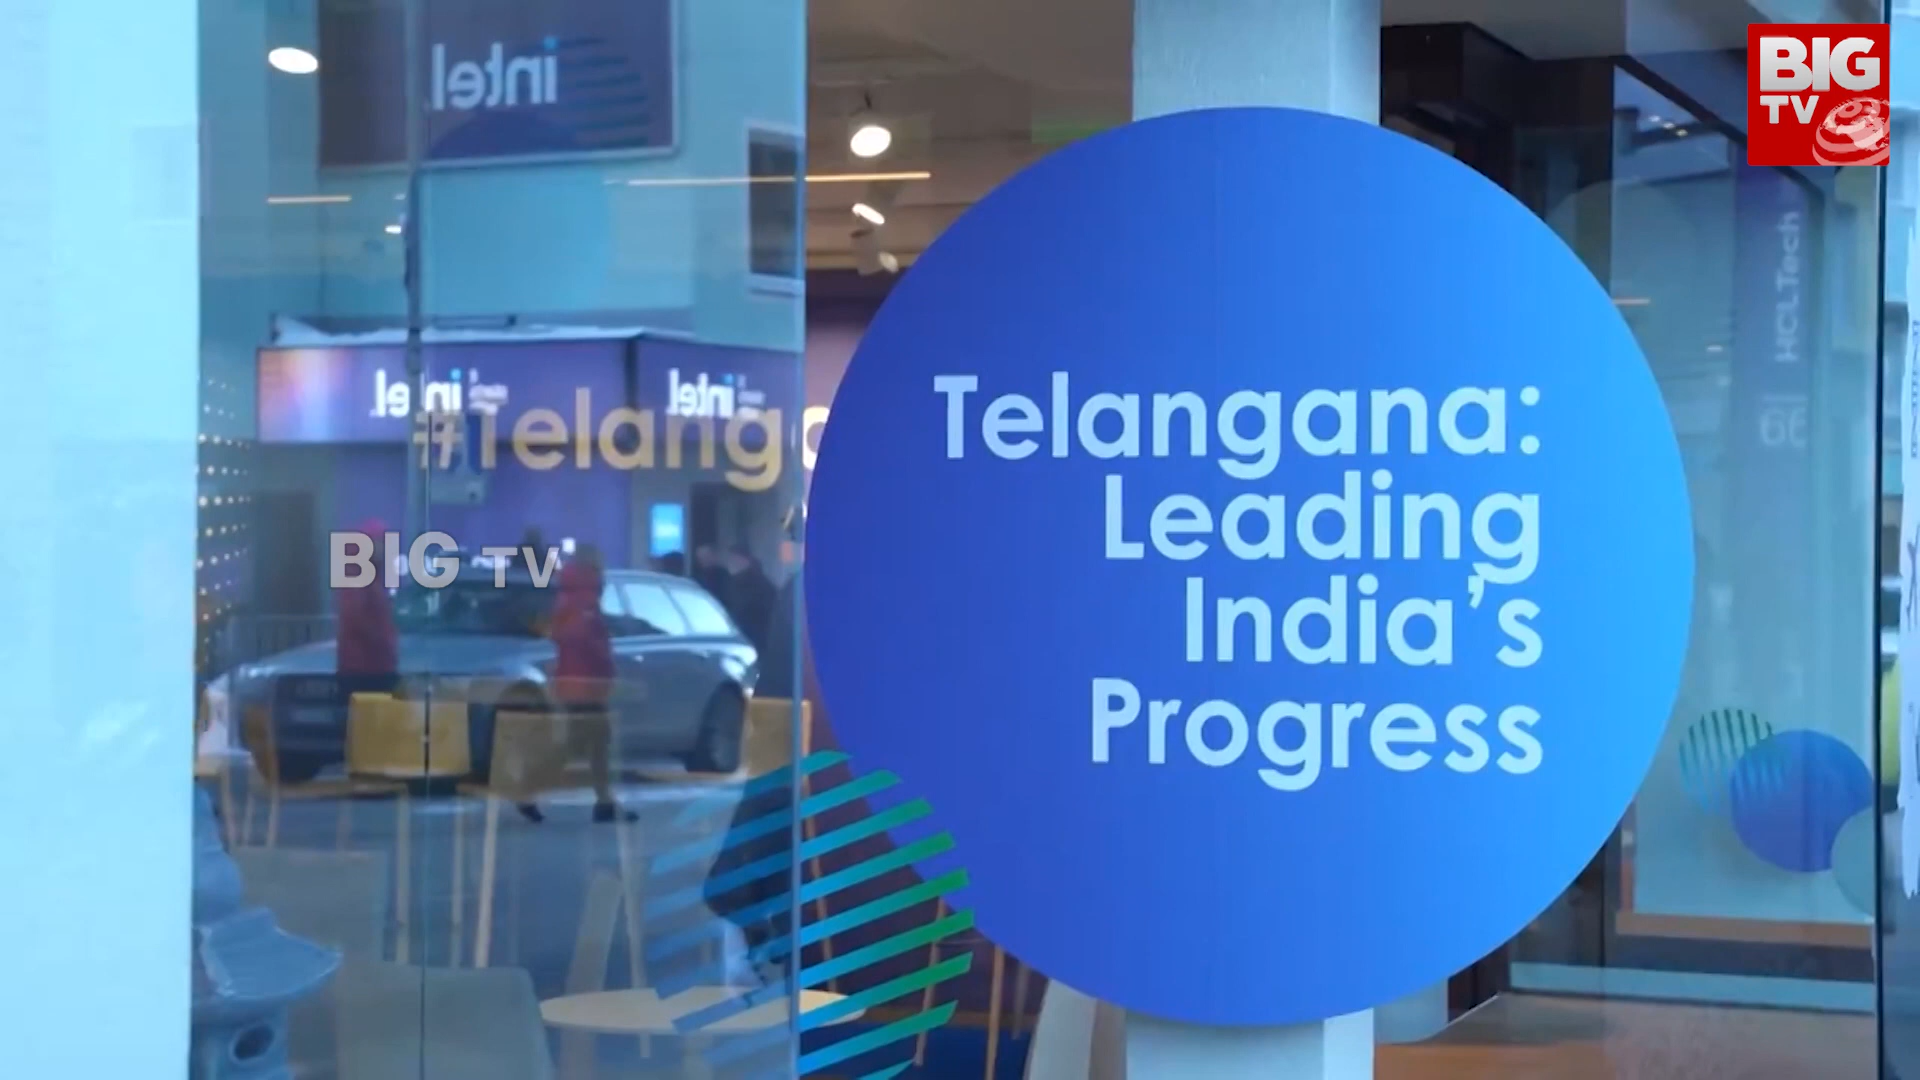 BIG
TV
intel
intel
intel
#Telang
BIG TV
Telangana:
Leading
India's
Progress
HCLTech